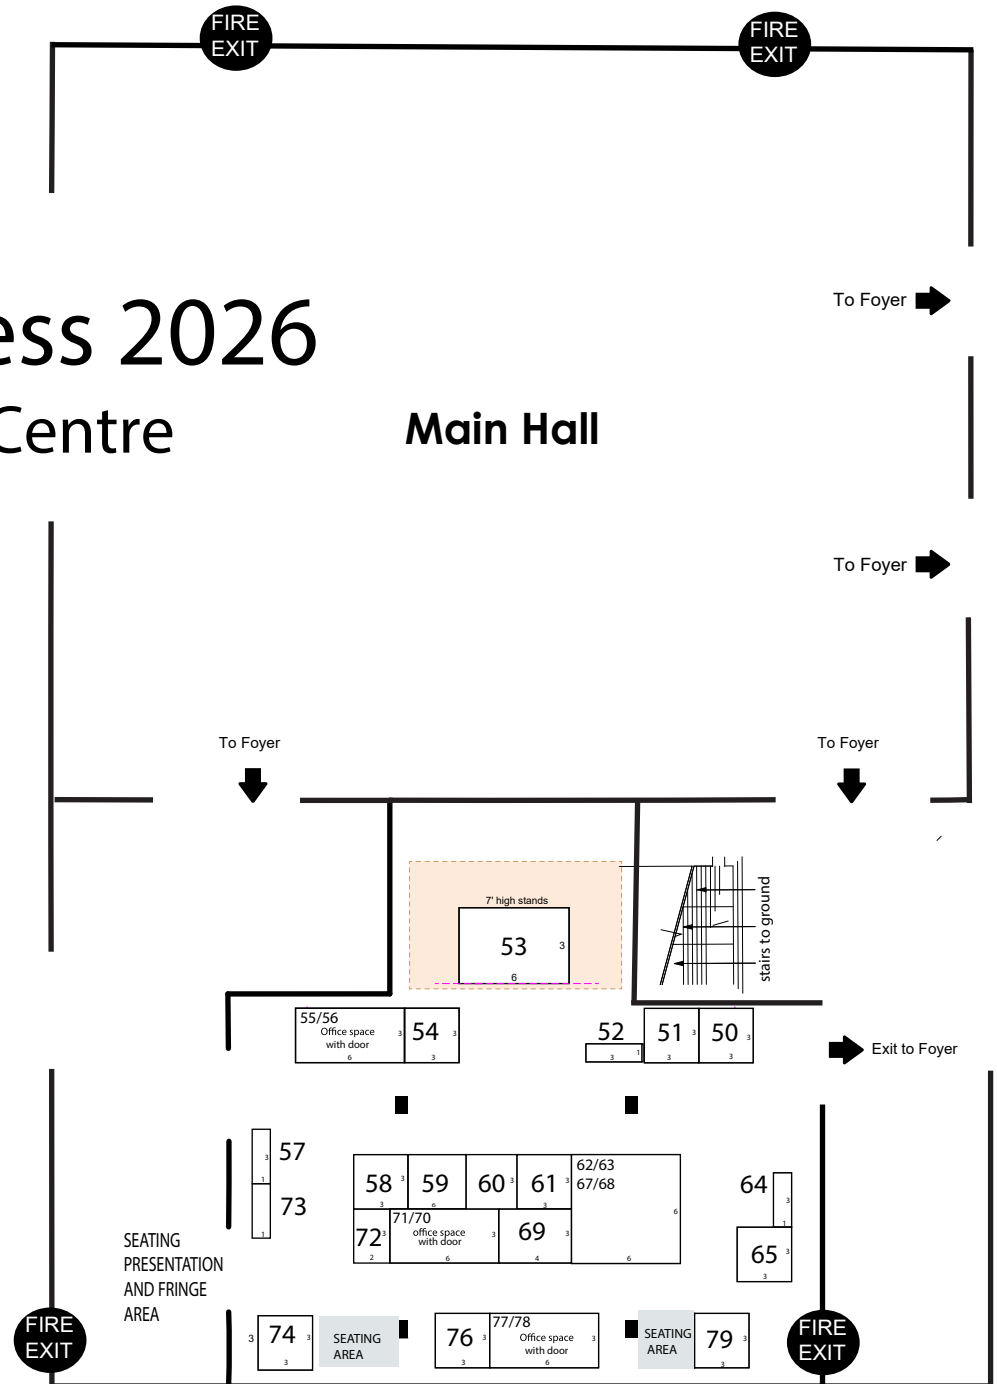 FIRE
EXIT
FIRE
EXIT
To Foyer
ess 2026
Centre
Main Hall
To Foyer
To Foyer
To Foyer
7' high stands
53
3
6
stairs to ground
55/56
Office space
with door
3
6
54
3
3
52
3
1
51
3
3
50
3
3
Exit to Foyer
57
3
1
73
1
58
3
3
59
6
60
3
61
3
3
62/63
67/68
6
6
72
3
2
71/70
office space
with door
3
6
69
4
64
3
1
65
3
3
SEATING
PRESENTATION
AND FRINGE
AREA
FIRE
EXIT
3
74
3
3
SEATING
AREA
76
3
3
77/78
Office space
with door
3
6
SEATING
AREA
79
3
3
FIRE
EXIT